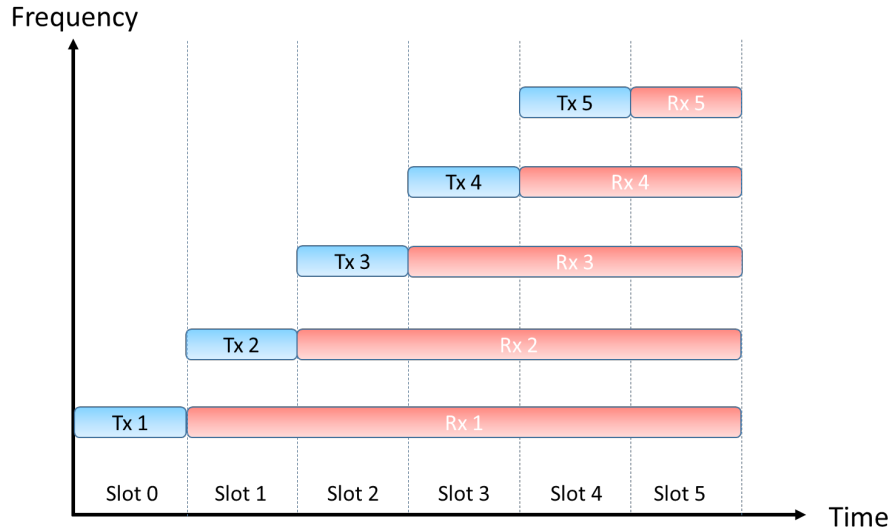 Frequency
Tx 5 Rx 5
Tx 4 Rx 4
Tx 3 Rx 3
Tx 2 Rx 2
Tx 1 Rx 1
Slot 0 Slot 1 Slot 2 Slot 3 Slot 4 Slot 5
Time